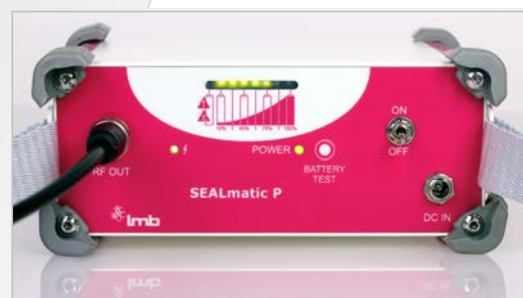 ON
OFF
RF OUT
POWER
BATTERY
TEST
SEALmatic P
lmb
DC IN